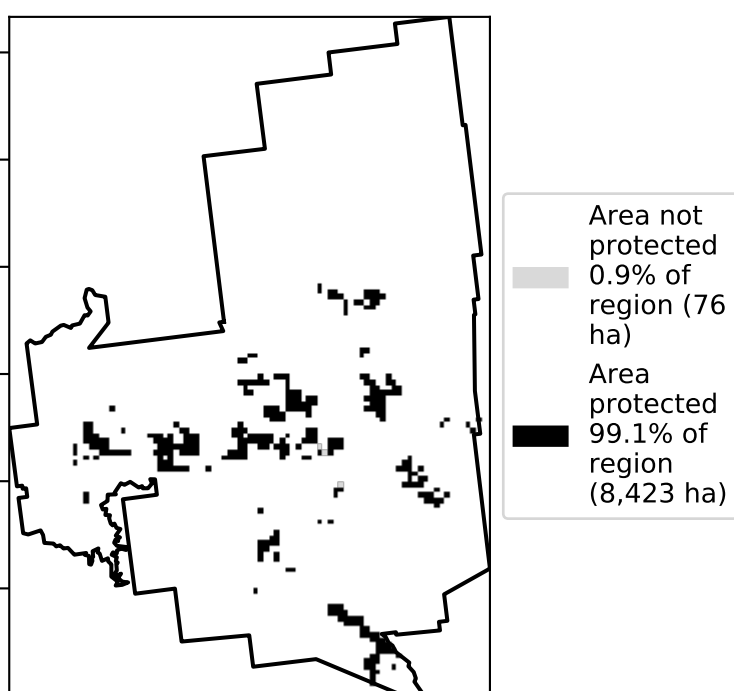 Area not
protected
0.9% of
region (76
ha)
Area
protected
99.1% of
region
(8,423 ha)